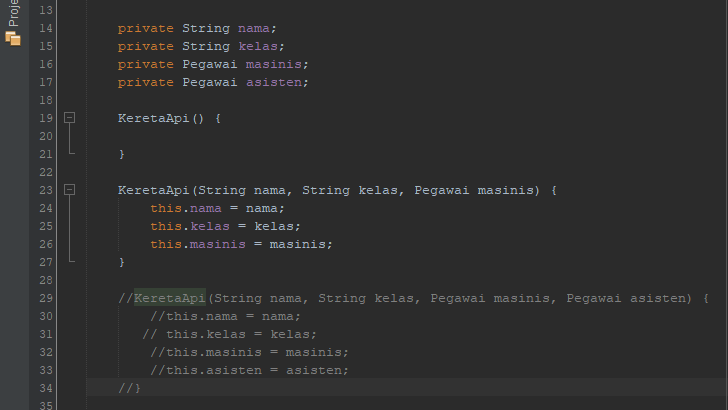 Proje
13
14 private String nama;
15 private String kelas;
16 private Pegawai masinis;
17 private Pegawai asisten;
18
19 KeretaApi() {
20
21 }
22
23 KeretaApi(String nama, String kelas, Pegawai masinis) {
24 this.nama = nama;
25 this.kelas = kelas;
26 this.masinis = masinis;
27 }
28
29 //KeretaApi(String nama, String kelas, Pegawai masinis, Pegawai asisten) {
30 //this.nama = nama;
31 // this.kelas = kelas;
32 //this.masinis = masinis;
33 //this.asisten = asisten;
34 //}
35